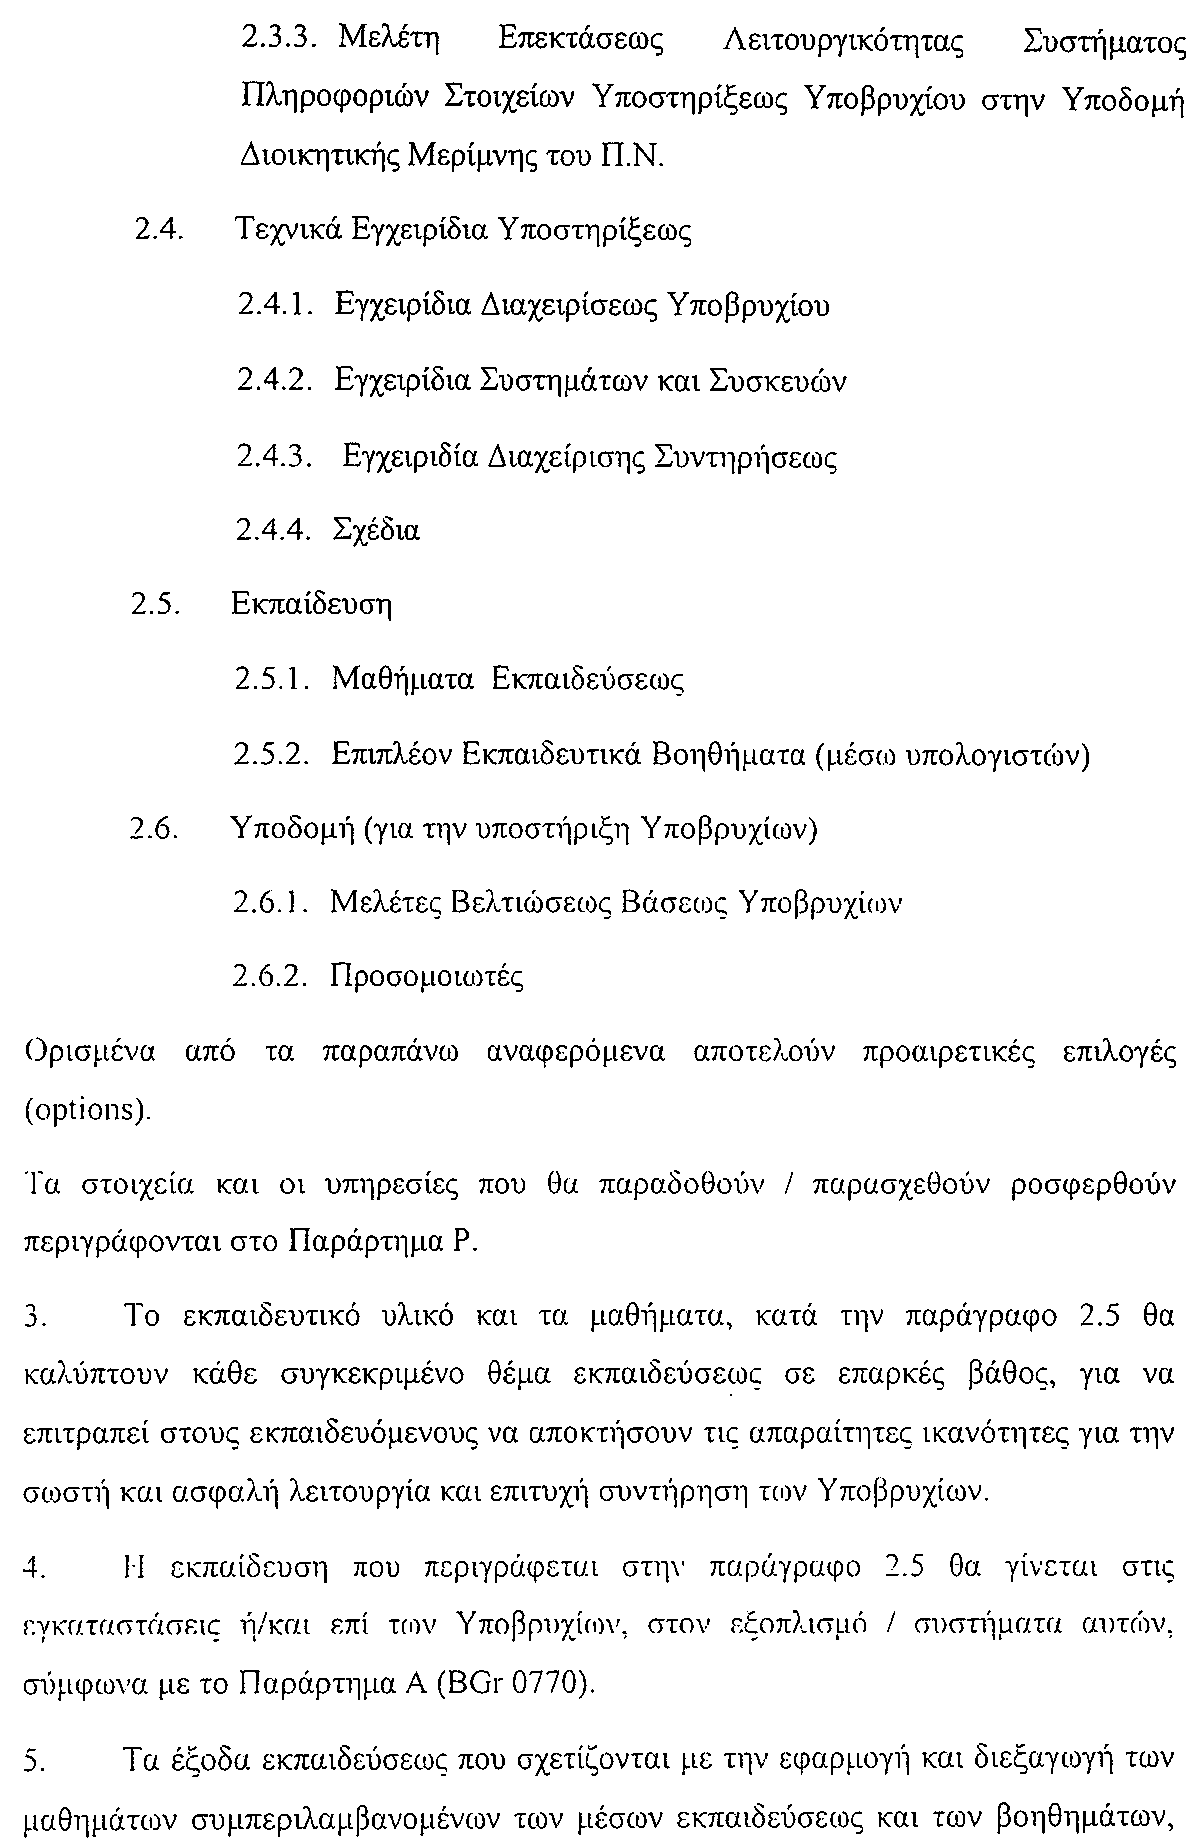 2.3.3. Μελέτη Επεκτάσεως Λειτουργικότητας Συστήματος
Πληροφοριών Στοιχείων Υποστηρίξεως Υποβρυχίου στην Υποδομή
Διοικητικής Μερίμνης του Π.Ν.
2.4. Τεχνικά Εγχειρίδια Υποστηρίξεως
2.4.1. Εγχειρίδια Διαχειρίσεως Υποβρυχίου
2.4.2. Εγχειρίδια Συστημάτων και Συσκευών
2.4.3. Εγχειριδία Διαχείρισης Συντηρήσεως
2.4.4. Σχέδια
2.5. Εκπαίδευση
2.5.1. Μαθήματα Εκπαιδεύσεως
2.5.2. Επιπλέον Εκπαιδευτικά Βοηθήματα (μέσω υπολογιστών)
2.6. Υποδομή (για την υποστήριξη Υποβρυχίων)
2.6.1. Μελέτες Βελτιώσεως Βάσεως Υποβρυχίων
2.6.2. Προσομοιωτές
Ορισμένα από τα παραπάνω αναφερόμενα αποτελούν προαιρετικές επιλογές
(options).
Τα στοιχεία και οι υπηρεσίες που θα παραδοθούν / παρασχεθούν ροσφερθούν
περιγράφονται στο Παράρτημα Ρ.
3. Το εκπαιδευτικό υλικό και τα μαθήματα, κατά την παράγραφο 2.5 θα
καλύπτουν κάθε συγκεκριμένο θέμα εκπαιδεύσεως σε επαρκές βάθος, για να
επιτραπεί στους εκπαιδευόμενους να αποκτήσουν τις απαραίτητες ικανότητες για την
σωστή και ασφαλή λειτουργία και επιτυχή συντήρηση των Υποβρυχίων.
4. Η εκπαίδευση που περιγράφεται στην παράγραφο 2.5 θα γίνεται στις
εγκαταστάσεις ή/και επί των Υποβρυχίων, στον εξοπλισμό / συστήματα αυτών,
σύμφωνα με το Παράρτημα Α (BGr 0770).
5. Τα έξοδα εκπαιδεύσεως που σχετίζονται με την εφαρμογή και διεξαγωγή των
μαθημάτων συμπεριλαμβανομένων των μέσων εκπαιδεύσεως και των βοηθημάτων,